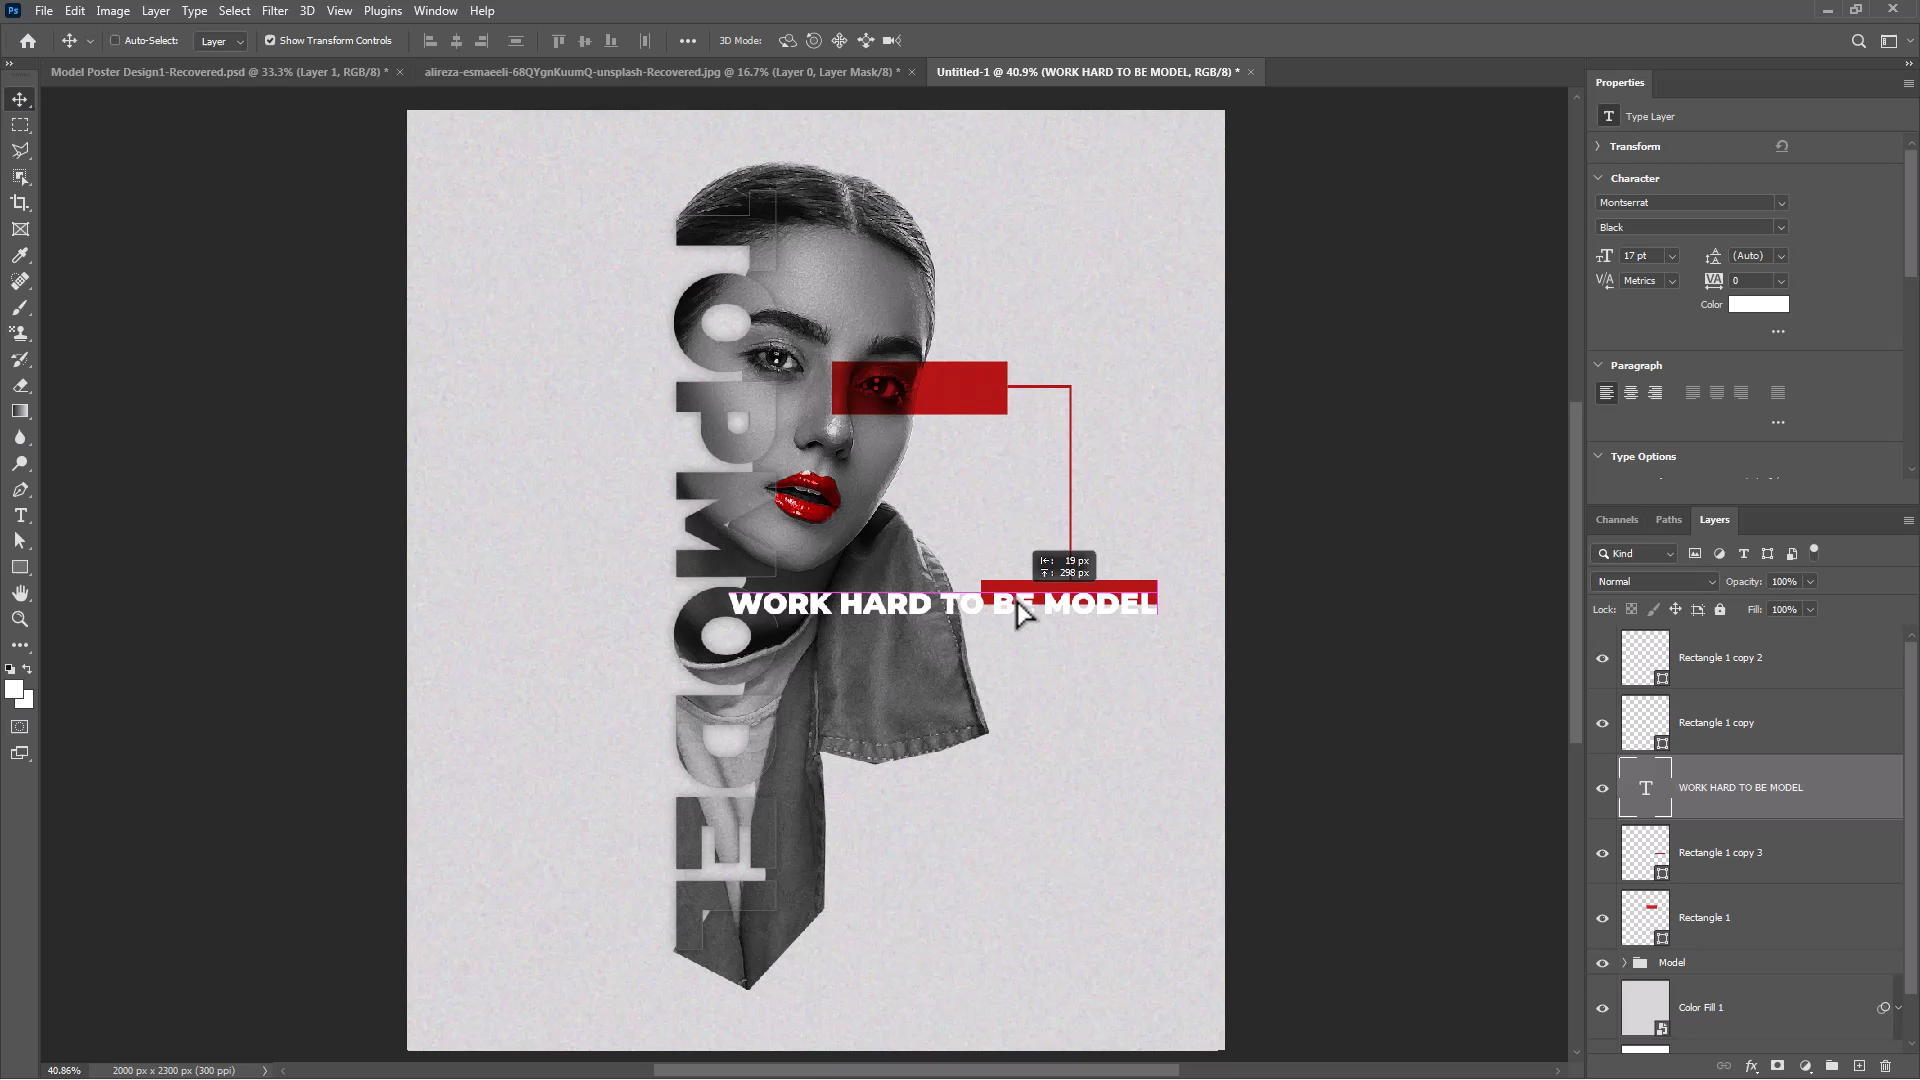 Ps File Edit Image Layer Type Select Filter 3D View Plugins Window Help
Auto-Select: Layer Show Transform Controls 3D Mode:
Model Poster Design1-Recovered.psd @ 33.3% (Layer 1, RGB/8) * × alireza-esmaeeli-68QYgnKuumQ-unsplash-Recovered.jpg @ 16.7% (Layer 0, Layer Mask/8) * × Untitled-1 @ 40.9% (WORK HARD TO BE MODEL, RGB/8) * ×
Properties
T Type Layer
Transform
Character
Montserrat
Black
17 pt (Auto)
Metrics 0
Color
Paragraph
Type Options
TOPMODEL
19 px
298 px
WORK HARD TO BE MODEL
Channels Paths Layers
Kind
Normal Opacity: 100%
Lock: Fill: 100%
Rectangle 1 copy 2
Rectangle 1 copy
T WORK HARD TO BE MODEL
Rectangle 1 copy 3
Rectangle 1
Model
Color Fill 1
40.86% 2000 px x 2300 px (300 ppi)